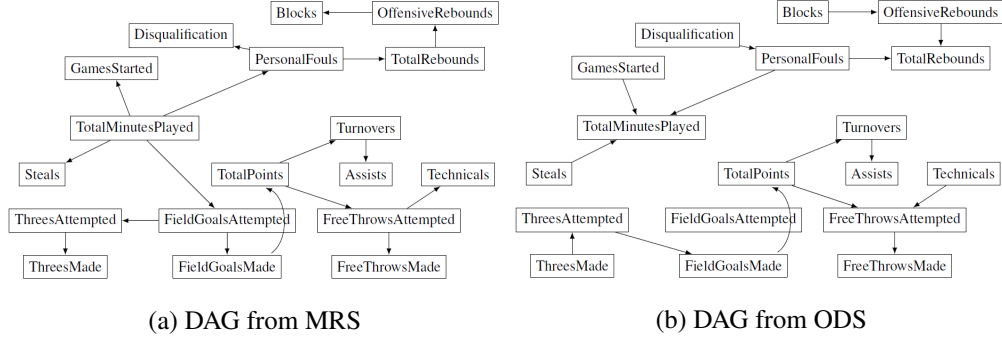 Blocks
OffensiveRebounds
Disqualification
PersonalFouls
TotalRebounds
GamesStarted
TotalMinutesPlayed
Turnovers
Steals
TotalPoints
Assists
Technicals
ThreesAttempted
FieldGoalsAttempted
FreeThrowsAttempted
ThreesMade
FieldGoalsMade
FreeThrowsMade
(a) DAG from MRS
Blocks
OffensiveRebounds
Disqualification
PersonalFouls
TotalRebounds
GamesStarted
TotalMinutesPlayed
Turnovers
Steals
TotalPoints
Assists
Technicals
ThreesAttempted
FieldGoalsAttempted
FreeThrowsAttempted
ThreesMade
FieldGoalsMade
FreeThrowsMade
(b) DAG from ODS